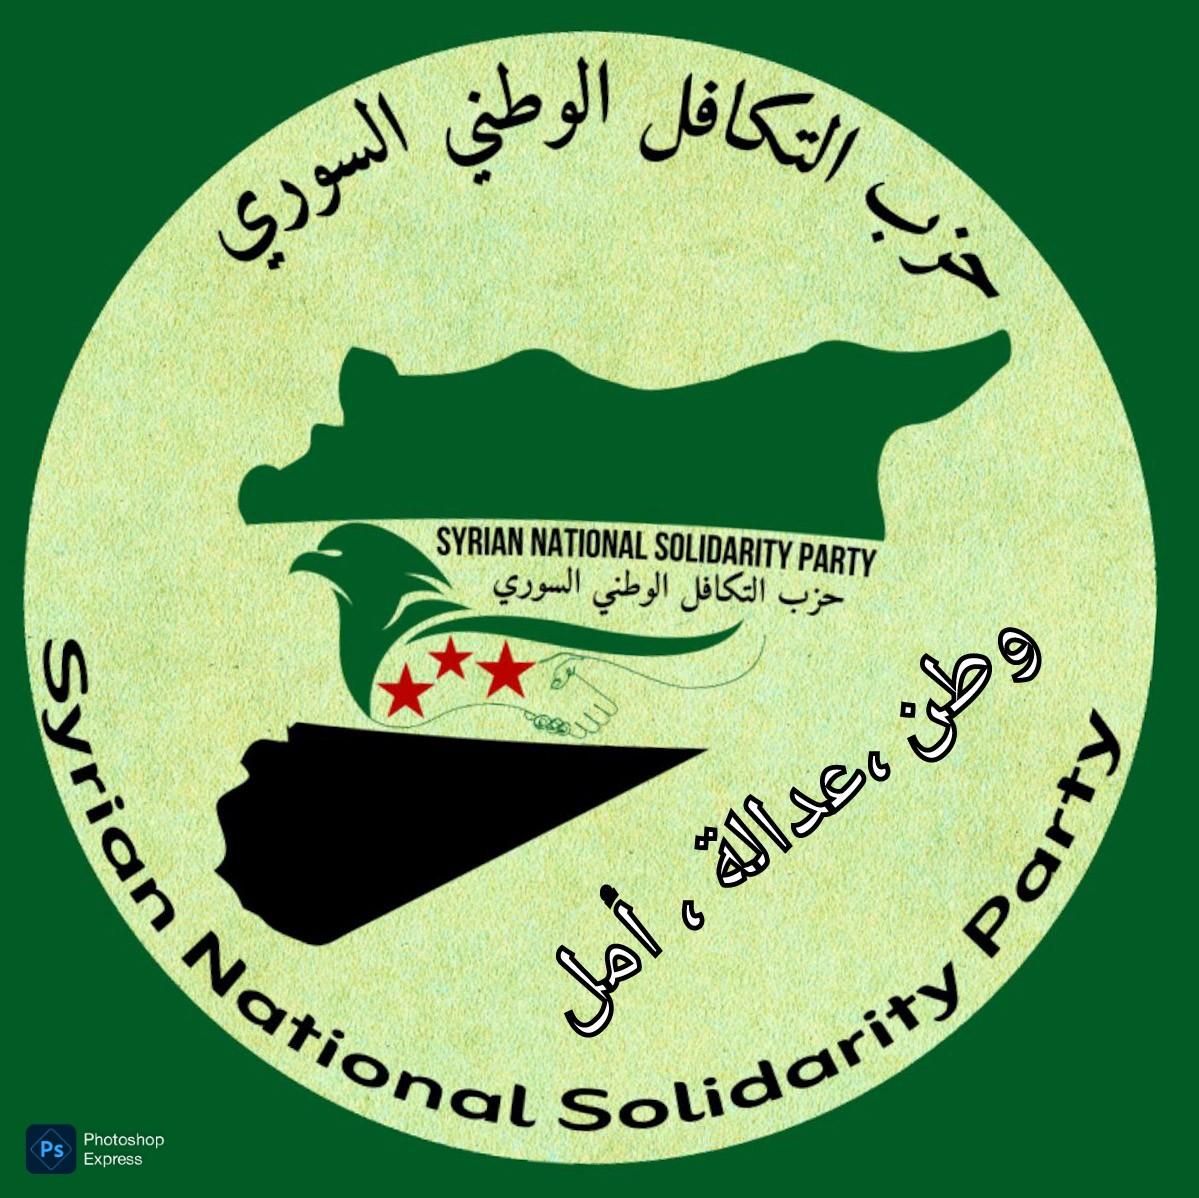 حزب التكافل الوطني السوري
SYRIAN NATIONAL SOLIDARITY PARTY
حزب التكافل الوطني السوري
وطن ،عدالة ، أمل
Syrian National Solidarity Party
Ps
Photoshop
Express